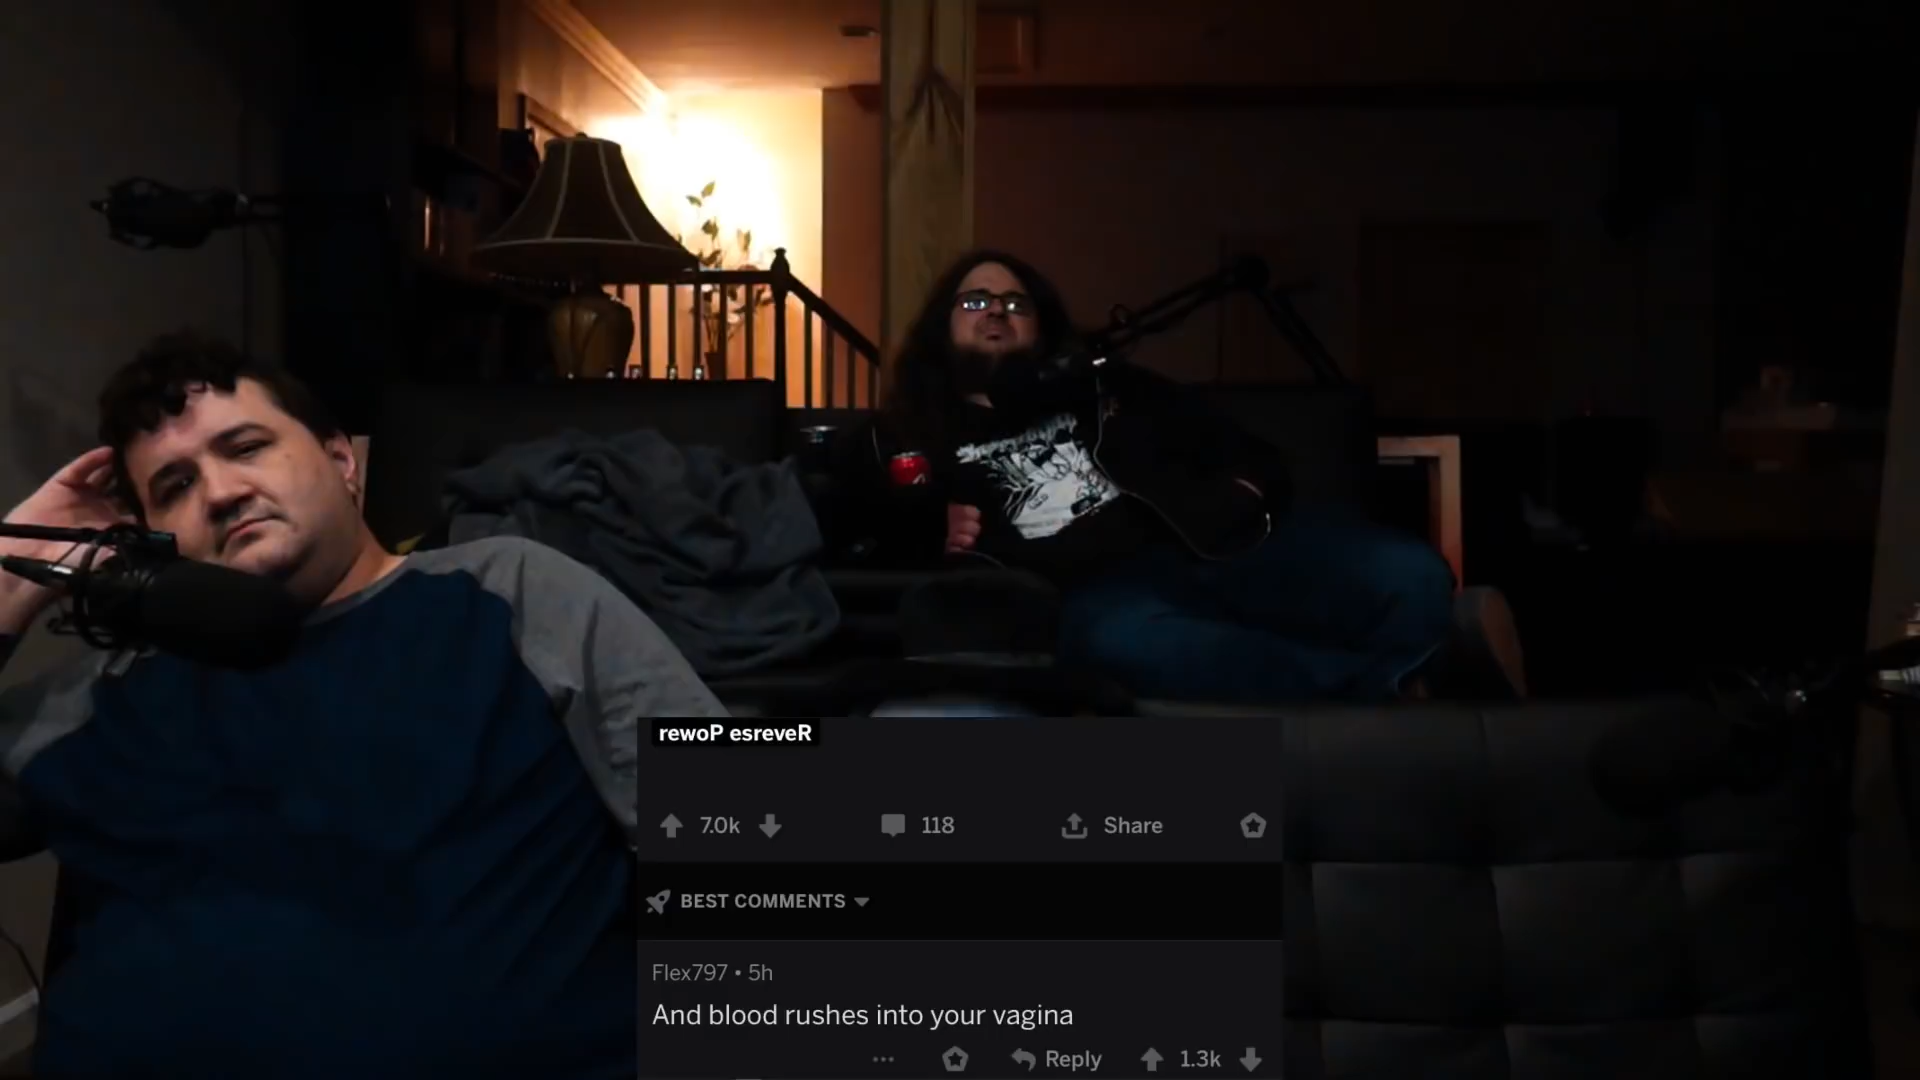 rewoP esreveR
7.0k
118
Share
BEST COMMENTS
Flex797 • 5h
And blood rushes into your vagina
Reply
1.3k